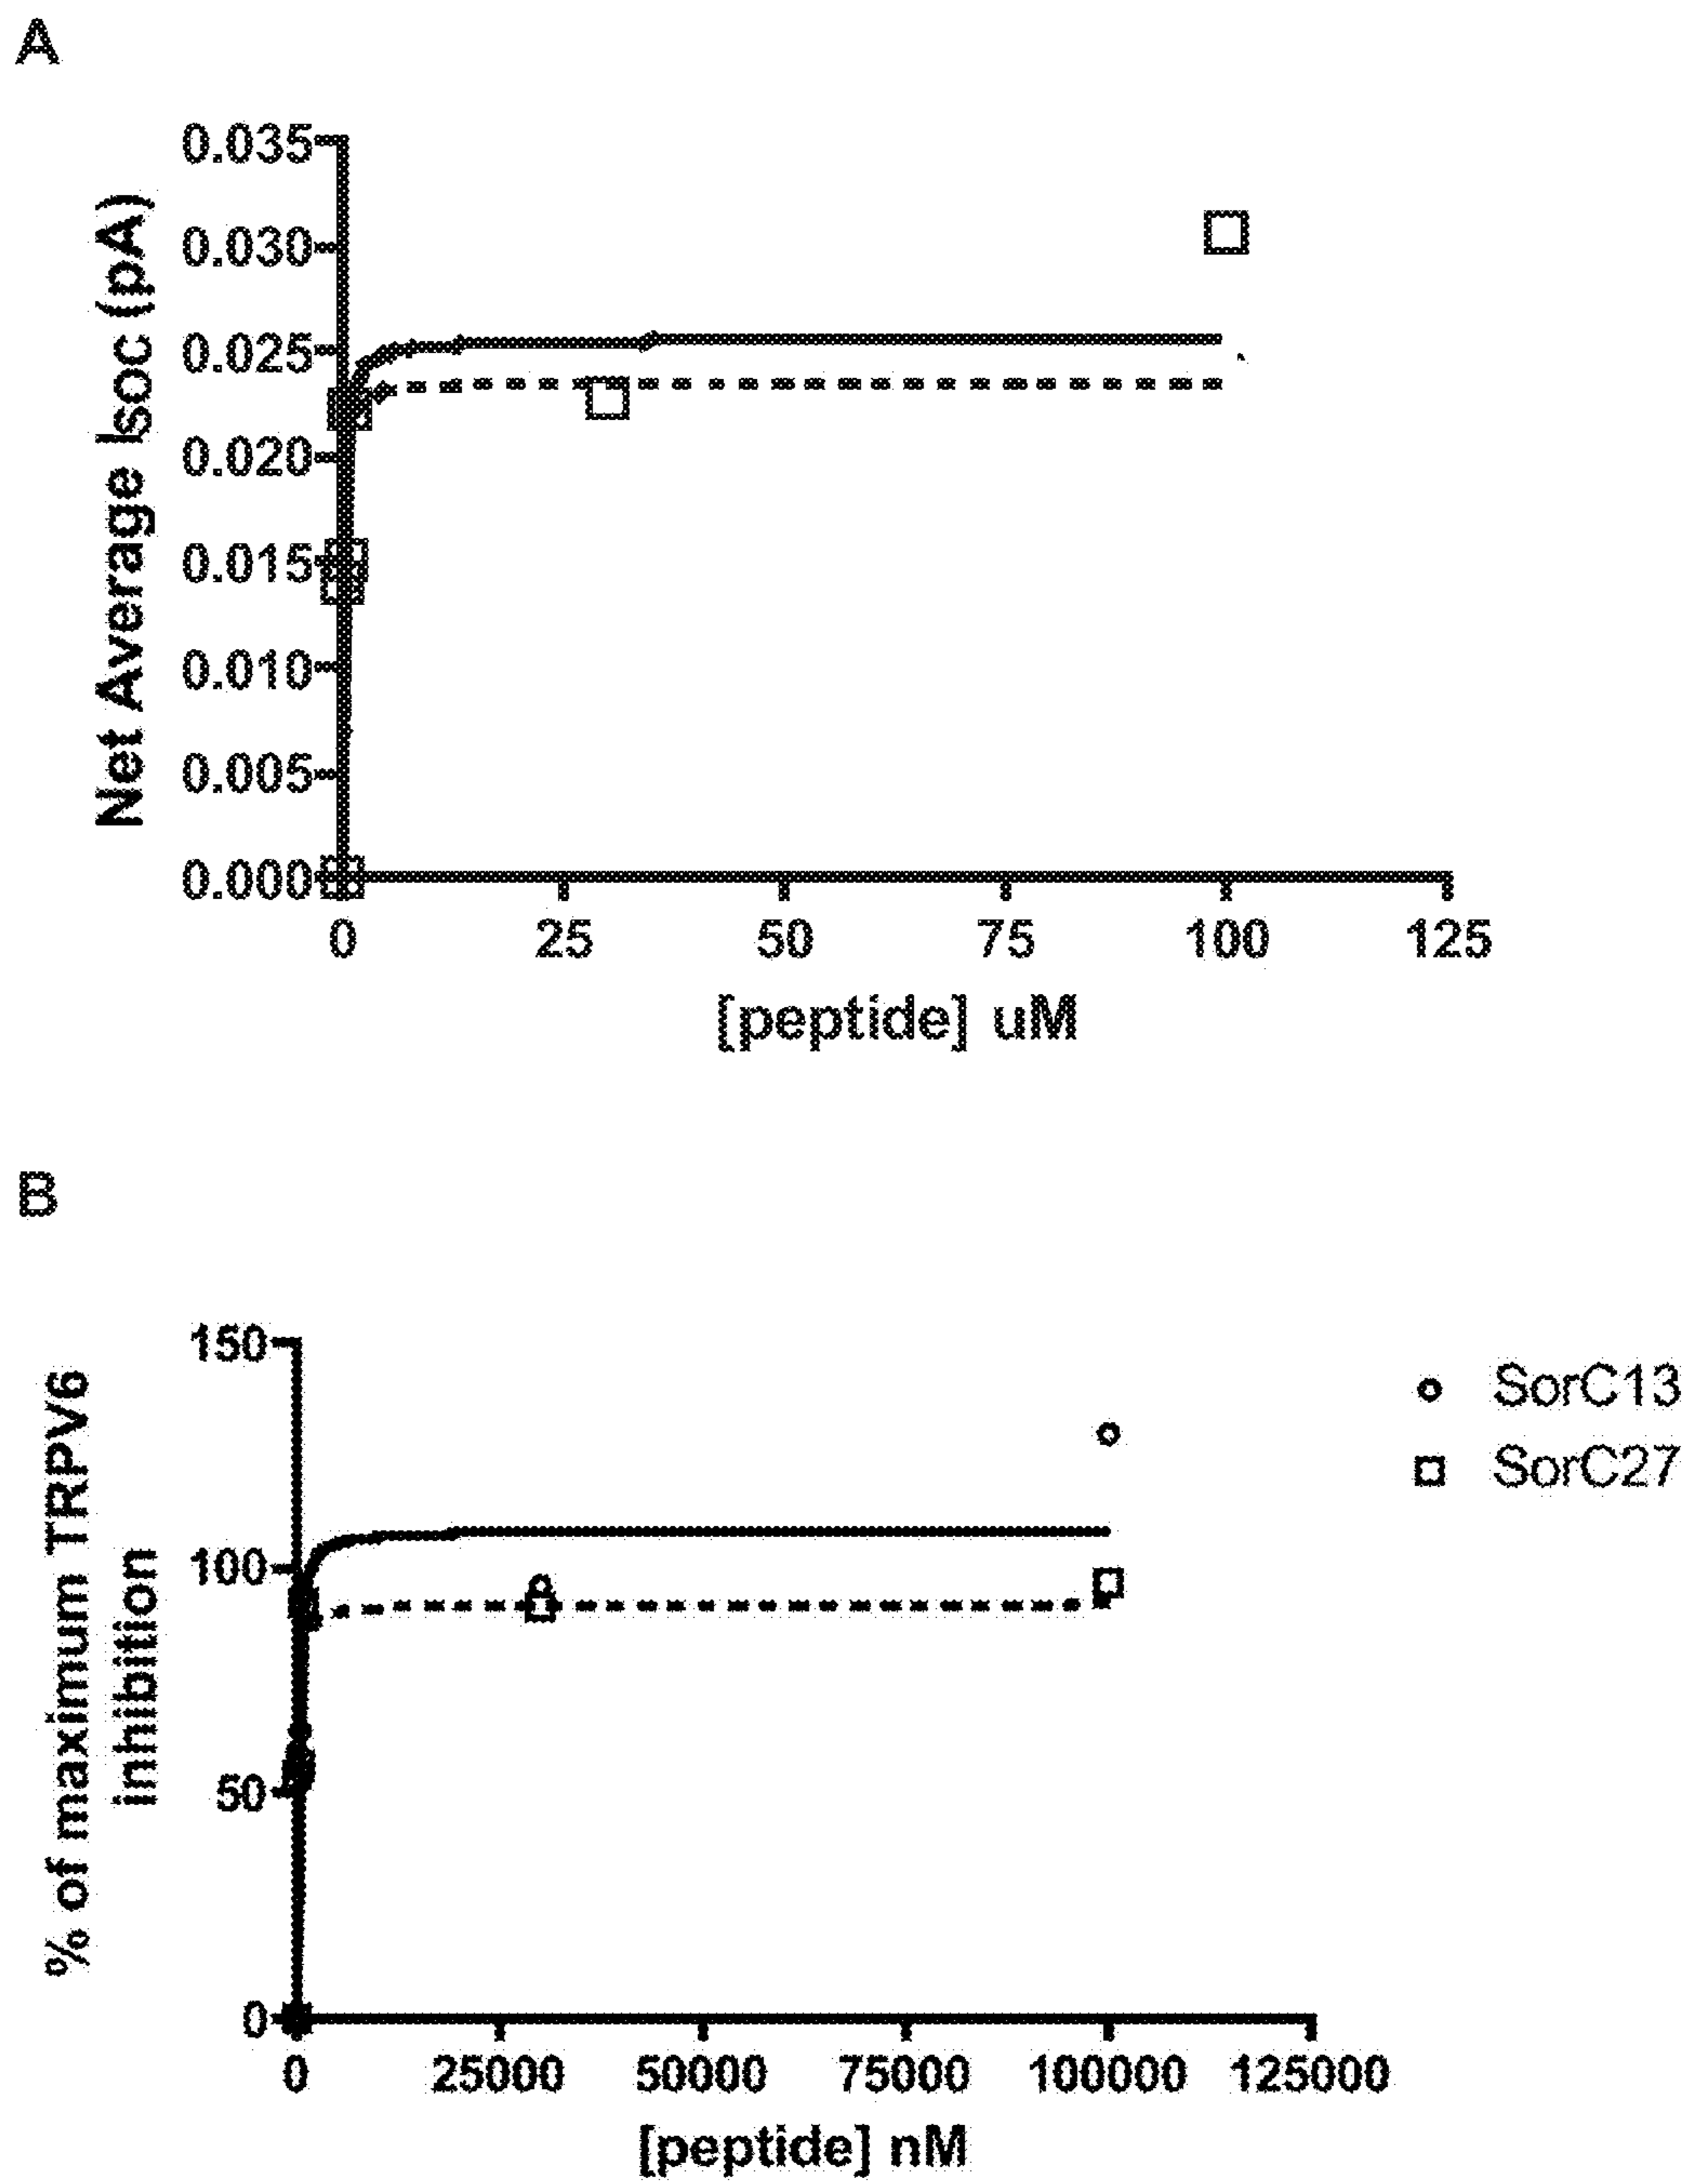 A
0.035
0.030
0.025
0.020
0.015
0.010
0.005
0.000
Net Average Isoc (pA)
0 25 50 75 100 125
[peptide] uM
B
150
100
50
0
% of maximum TRPV6
inhibition
SorC13
SorC27
0 25000 50000 75000 100000 125000
[peptide] nM